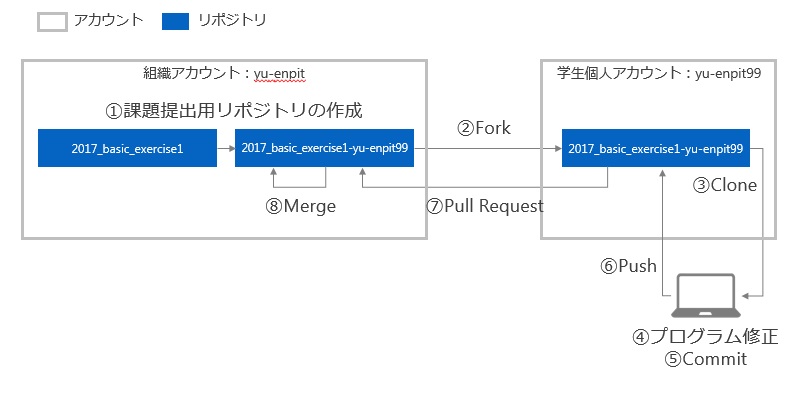 アカウント
リポジトリ
組織アカウント：yu-enpit
学生個人アカウント：yu-enpit99
①課題提出用リポジトリの作成
②Fork
2017_basic_exercise1
2017_basic_exercise1-yu-enpit99
2017_basic_exercise1-yu-enpit99
③Clone
⑧Merge
⑦Pull Request
⑥Push
④プログラム修正
⑤Commit